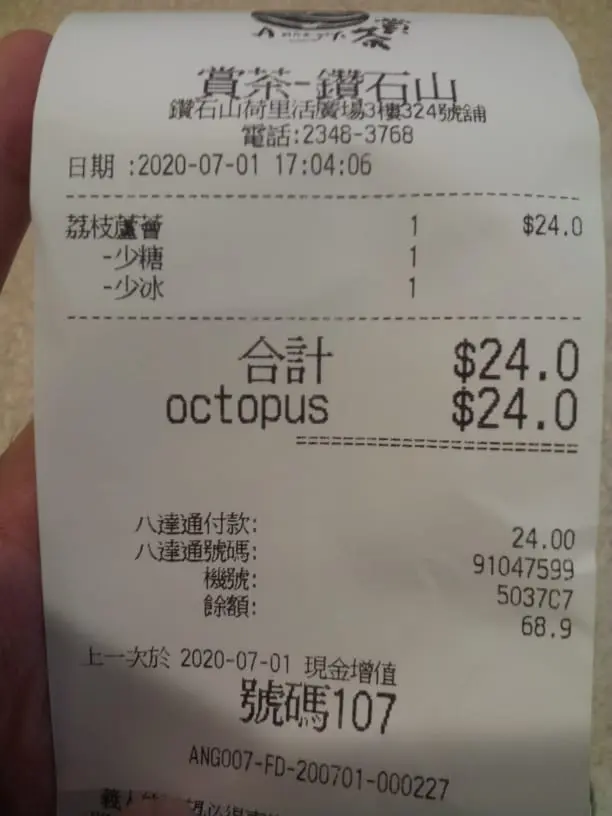 賞茶
賞茶-鑽石山
鑽石山荷里活廣場3樓324號舖
電話:2348-3768
日期 :2020-07-01 17:04:06
荔枝蘆薈 1 $24.0
-少糖 1
-少冰 1
合計 $24.0
octopus $24.0
八達通付款: 24.00
八達通號碼: 91047599
機號: 5037C7
餘額: 68.9
上一次於 2020-07-01 現金增值
號碼107
ANG007-FD-200701-000227